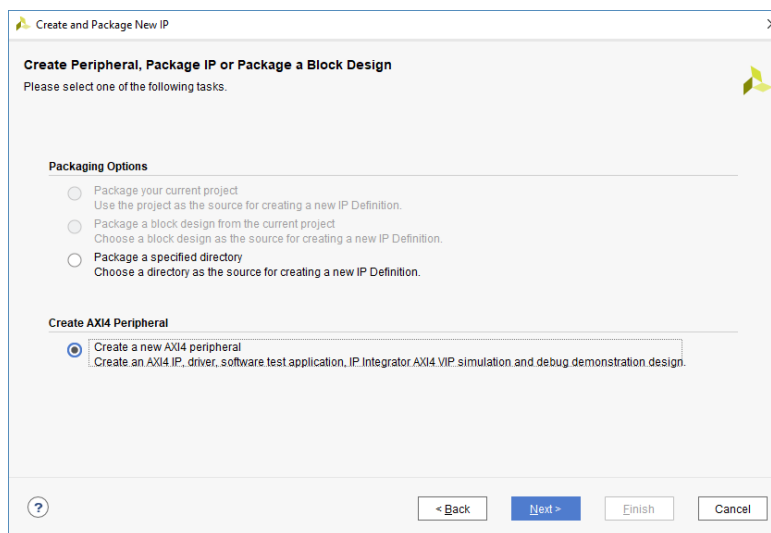 Create and Package New IP
Create Peripheral, Package IP or Package a Block Design
Please select one of the following tasks.
Packaging Options
Package your current project
Use the project as the source for creating a new IP Definition.
Package a block design from the current project
Choose a block design as the source for creating a new IP Definition.
Package a specified directory
Choose a directory as the source for creating a new IP Definition.
Create AXI4 Peripheral
Create a new AXI4 peripheral
Create an AXI4 IP, driver, software test application, IP Integrator AXI4 VIP simulation and debug demonstration design.
? < Back Next > Finish Cancel